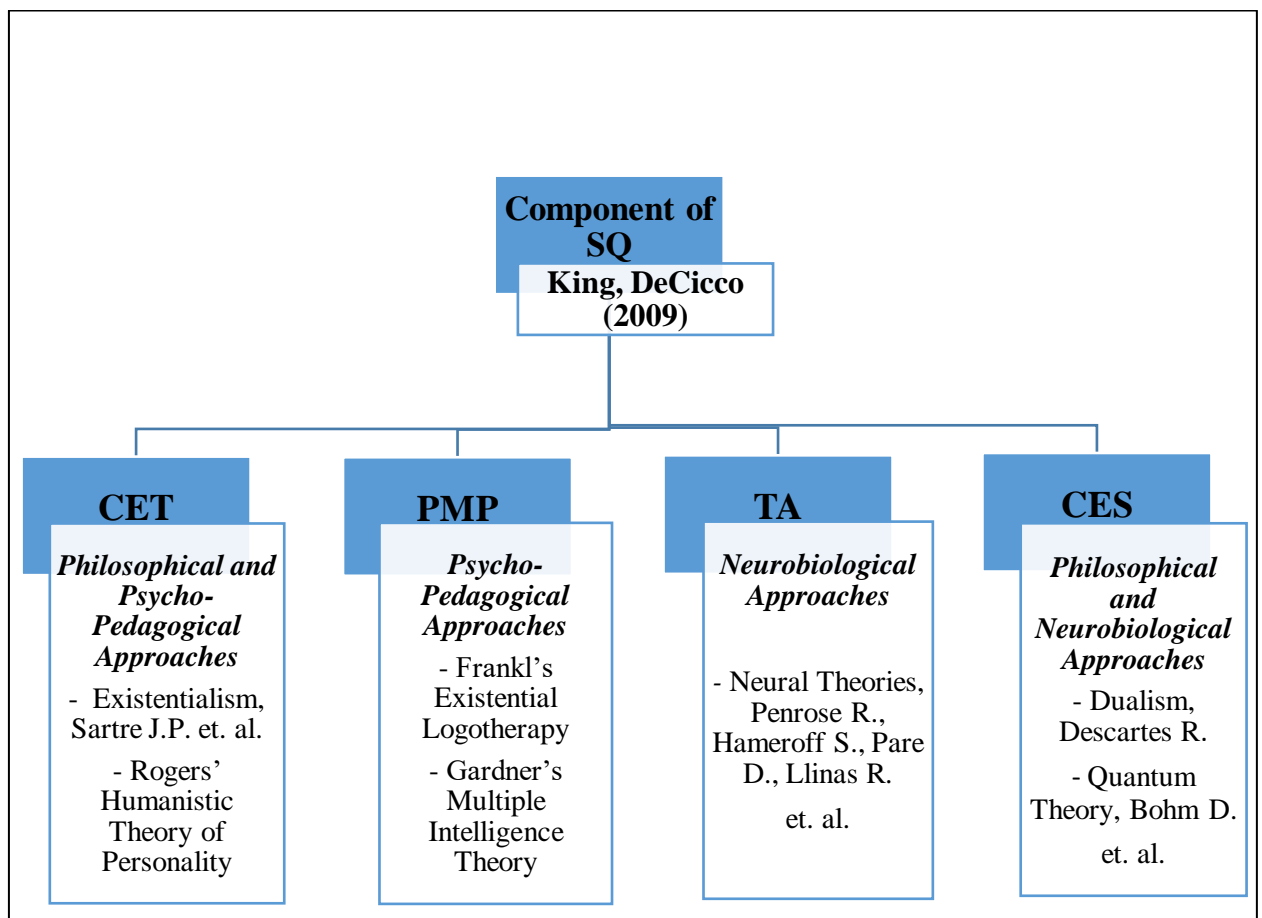 Component of
SQ
King, DeCicco
(2009)
CET
Philosophical and
Psycho-
Pedagogical
Approaches
- Existentialism,
Sartre J.P. et. al.
- Rogers’
Humanistic
Theory of
Personality
PMP
Psycho-
Pedagogical
Approaches
- Frankl’s
Existential
Logotherapy
- Gardner’s
Multiple
Intelligence
Theory
TA
Neurobiological
Approaches
- Neural Theories,
Penrose R.,
Hameroff S., Pare
D., Llinas R.
et. al.
CES
Philosophical
and
Neurobiological
Approaches
- Dualism,
Descartes R.
- Quantum
Theory, Bohm D.
et. al.